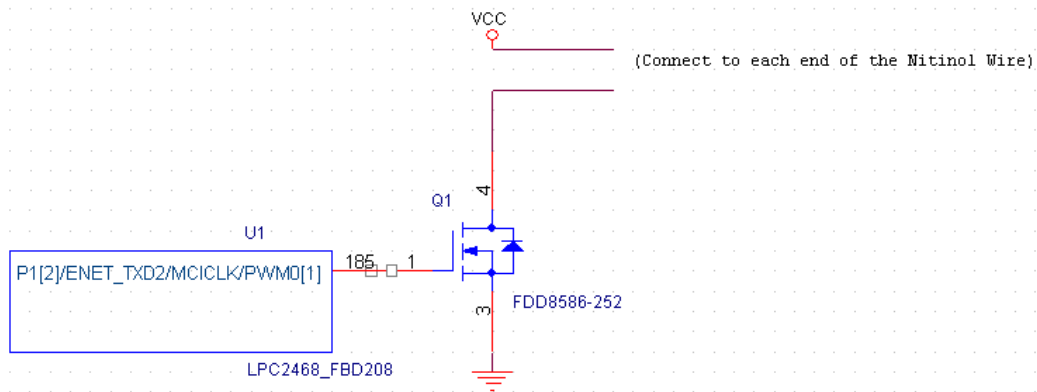 VCC
(Connect to each end of the Nitinol Wire)
4
Q1
U1
P1[2]/ENET_TXD2/MCICLK/PWM0[1]
185
1
3
FDD8586-252
LPC2468_FBD208